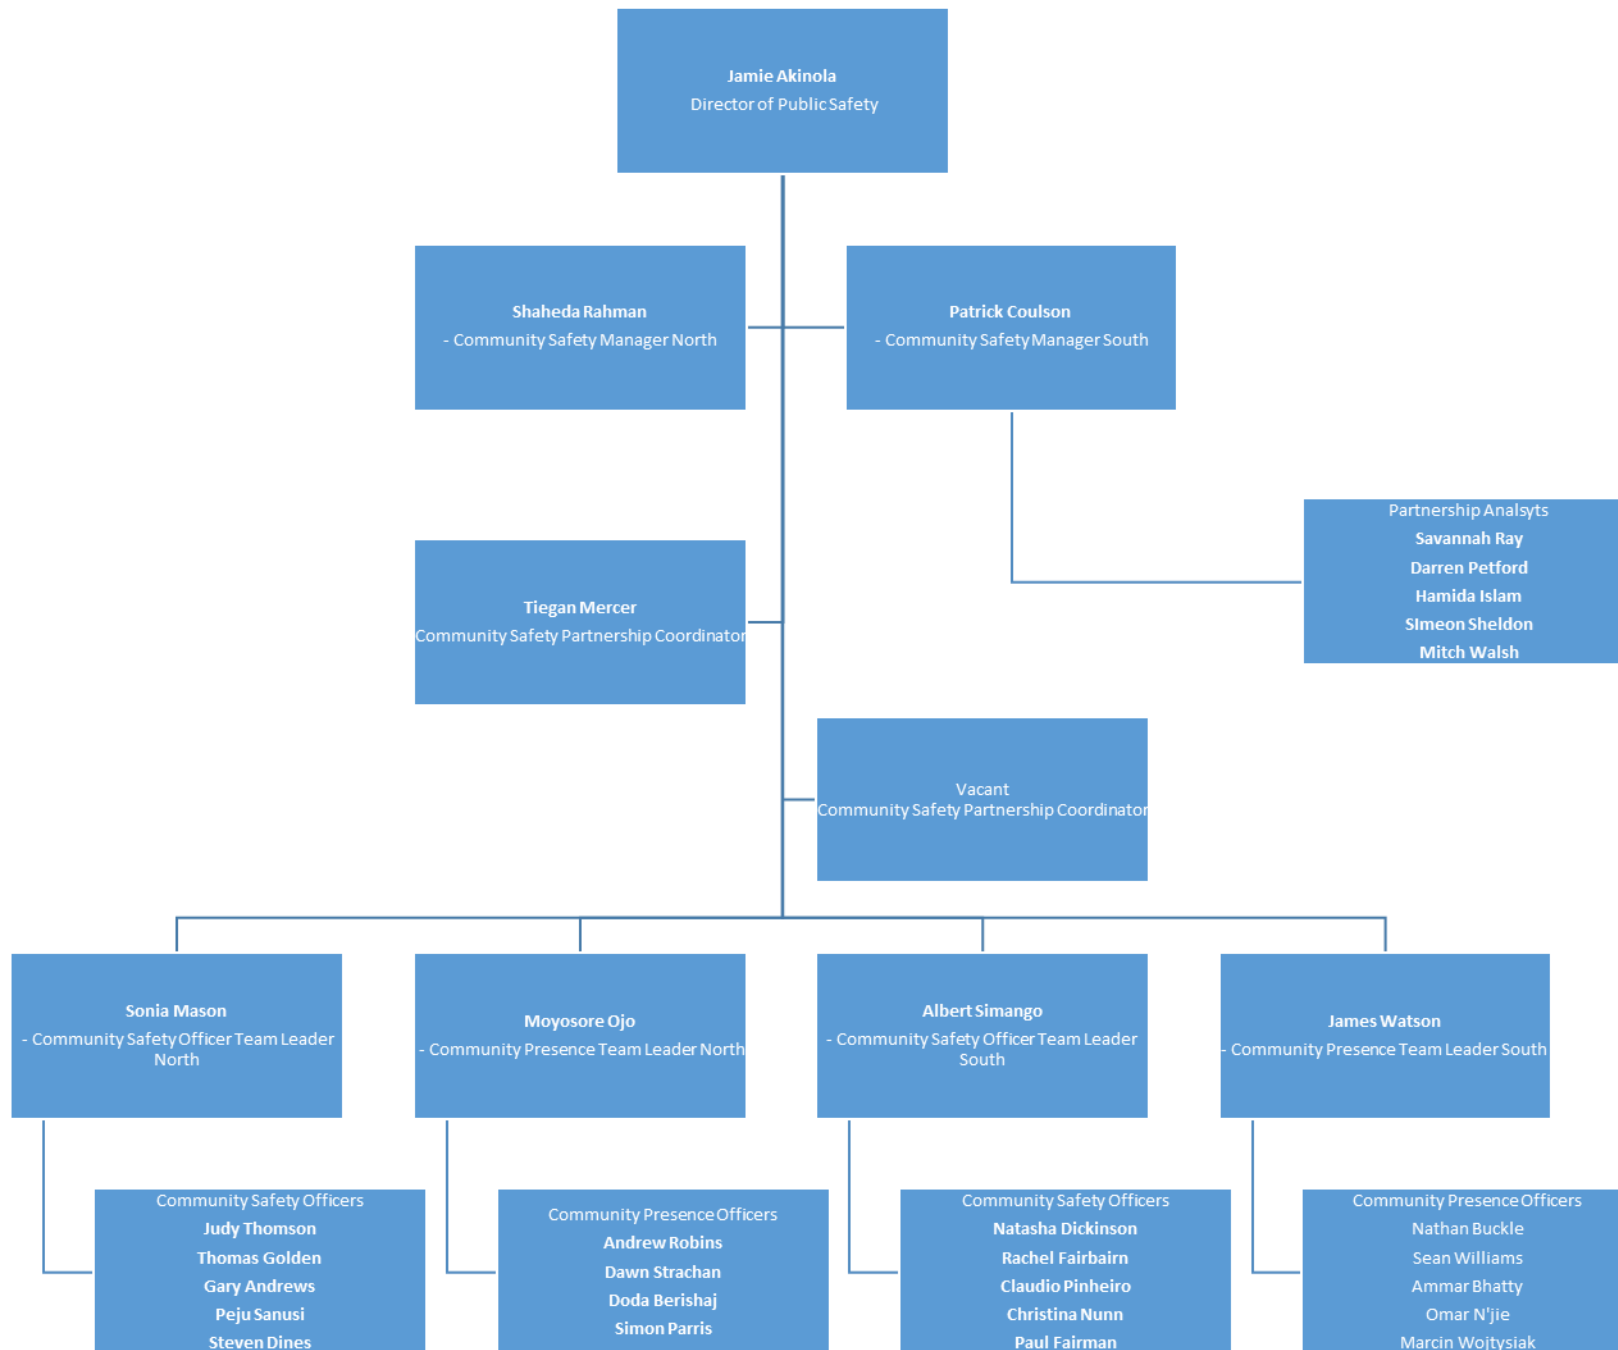 Jamie Akinola
Director of Public Safety
Shaheda Rahman
- Community Safety Manager North
Patrick Coulson
- Community Safety Manager South
Partnership Analsyts
Savannah Ray
Darren Petford
Hamida Islam
SImeon Sheldon
Mitch Walsh
Tiegan Mercer
Community Safety Partnership Coordinator
Vacant
Community Safety Partnership Coordinator
Sonia Mason
- Community Safety Officer Team Leader
North
Moyosore Ojo
- Community Presence Team Leader North
Albert Simango
- Community Safety Officer Team Leader
South
James Watson
- Community Presence Team Leader South
Community Safety Officers
Judy Thomson
Thomas Golden
Gary Andrews
Peju Sanusi
Steven Dines
Community Presence Officers
Andrew Robins
Dawn Strachan
Doda Berishaj
Simon Parris
Community Safety Officers
Natasha Dickinson
Rachel Fairbairn
Claudio Pinheiro
Christina Nunn
Paul Fairman
Community Presence Officers
Nathan Buckle
Sean Williams
Ammar Bhatty
Omar N'jie
Marcin Wojtysiak